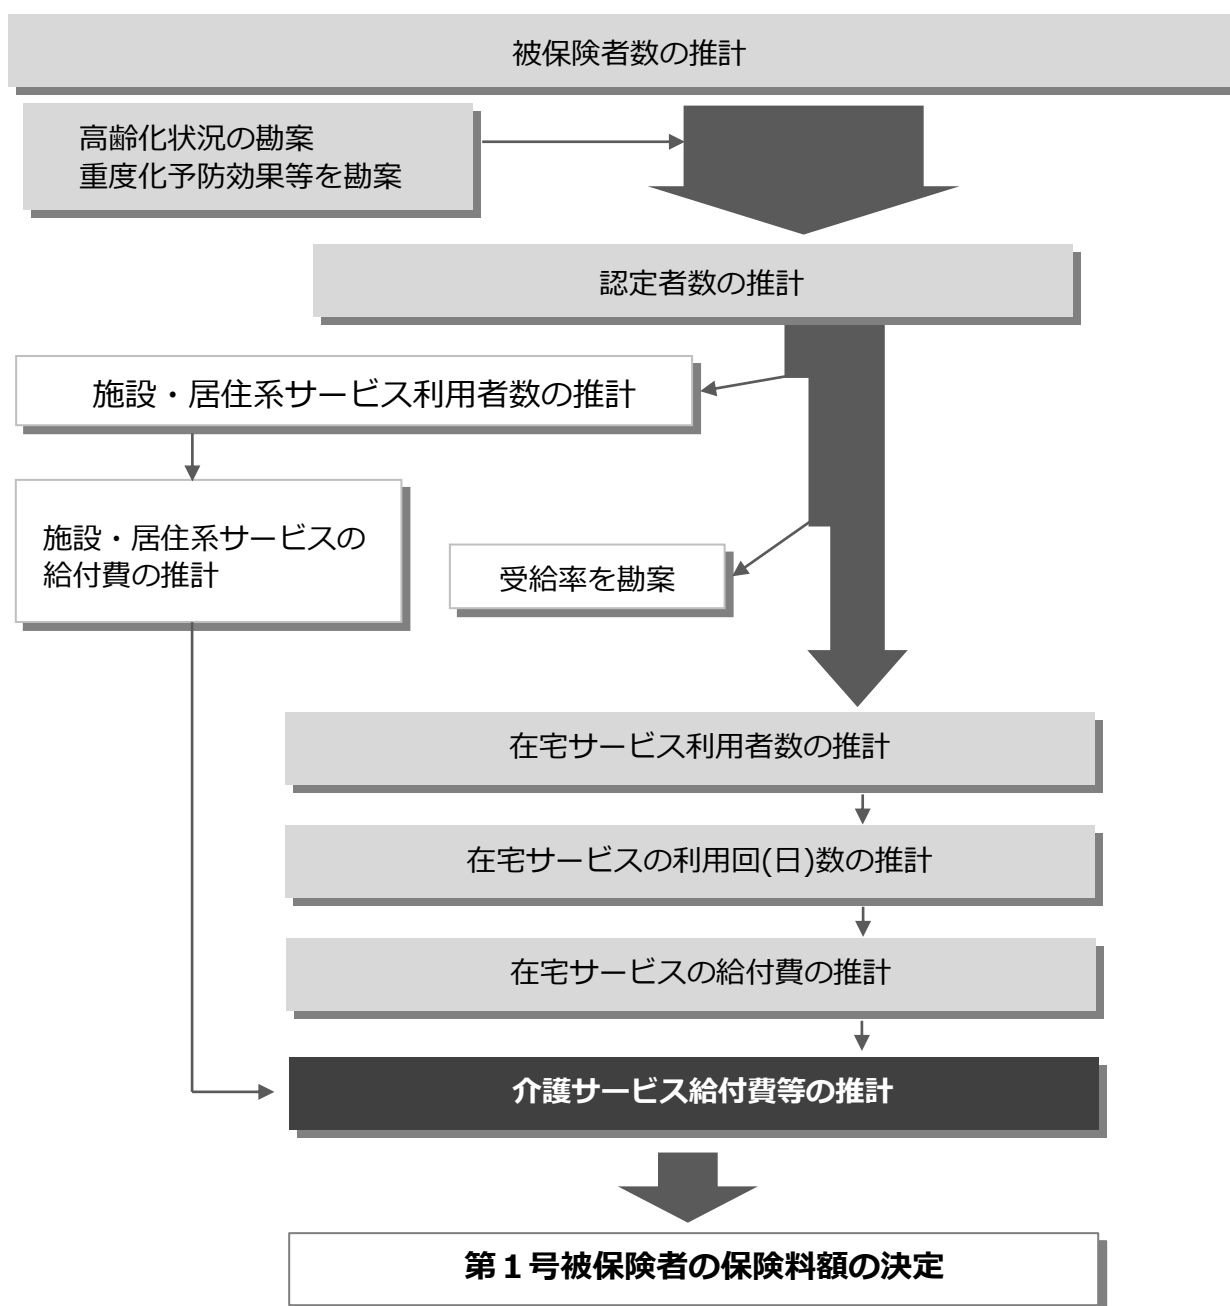 被保険者数の推計
高齢化状況の勘案
重度化予防効果等を勘案
認定者数の推計
施設・居住系サービス利用者数の推計
施設・居住系サービスの
給付費の推計
受給率を勘案
在宅サービス利用者数の推計
在宅サービスの利用回(日)数の推計
在宅サービスの給付費の推計
介護サービス給付費等の推計
第１号被保険者の保険料額の決定